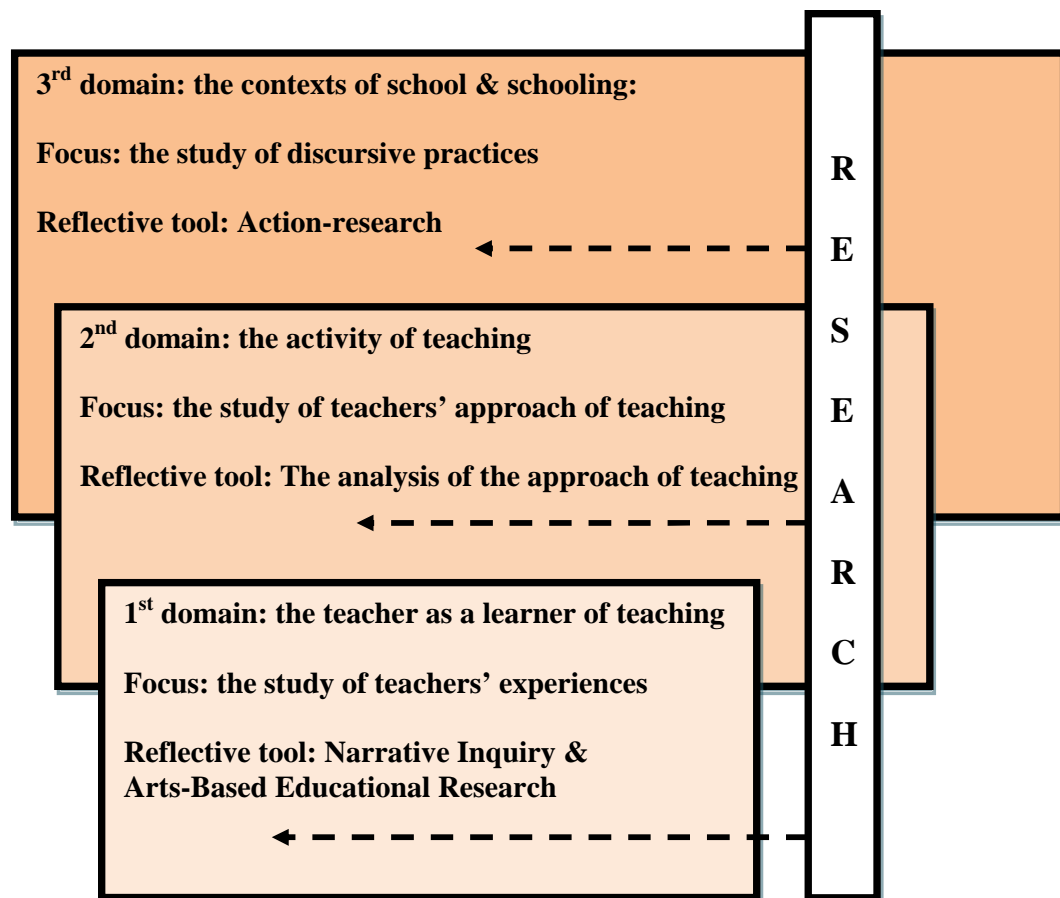 3rd domain: the contexts of school & schooling:
Focus: the study of discursive practices
Reflective tool: Action-research
2nd domain: the activity of teaching
Focus: the study of teachers’ approach of teaching
Reflective tool: The analysis of the approach of teaching
1st domain: the teacher as a learner of teaching
Focus: the study of teachers’ experiences
Reflective tool: Narrative Inquiry &
Arts-Based Educational Research
R
E
S
E
A
R
C
H